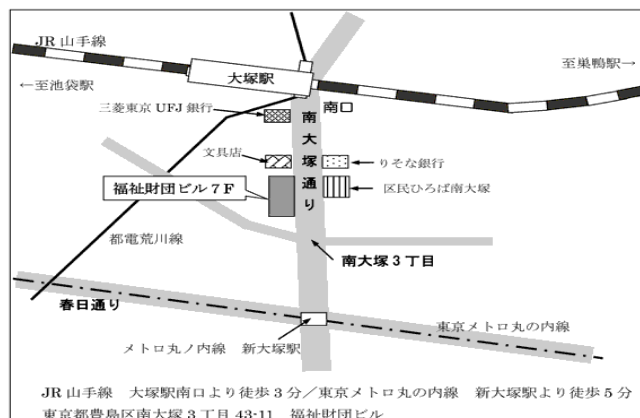 JR 山手線
大塚駅
至巣鴨駅→
←至池袋駅
南口
三菱東京 UFJ 銀行
南大塚通り
文具店
りそな銀行
福祉財団ビル７F
区民ひろば南大塚
都電荒川線
南大塚３丁目
春日通り
東京メトロ丸の内線
メトロ丸ノ内線　新大塚駅
JR 山手線　大塚駅南口より徒歩 3 分／東京メトロ丸の内線　新大塚駅より徒歩 5 分
東京都豊島区南大塚 3 丁目 43-11　福祉財団ビル